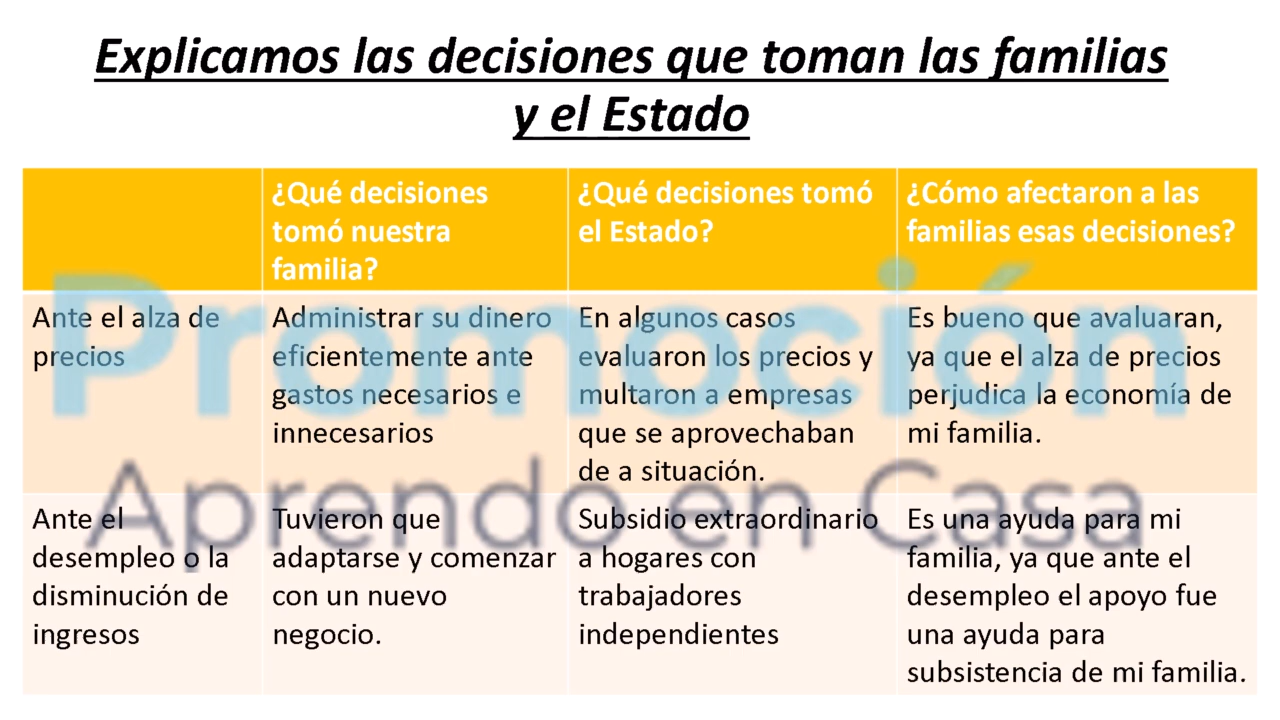 Explicamos las decisiones que toman las familias
y el Estado
¿Qué decisiones
tomó nuestra
familia?
¿Qué decisiones tomó
el Estado?
¿Cómo afectaron a las
familias esas decisiones?
Ante el alza de
precios
Administrar su dinero
eficientemente ante
gastos necesarios e
innecesarios
En algunos casos
evaluaron los precios y
multaron a empresas
que se aprovechaban
de a situación.
Es bueno que avaluaran,
ya que el alza de precios
perjudica la economía de
mi familia.
Ante el
desempleo o la
disminución de
ingresos
Tuvieron que
adaptarse y comenzar
con un nuevo
negocio.
Subsidio extraordinario
a hogares con
trabajadores
independientes
Es una ayuda para mi
familia, ya que ante el
desempleo el apoyo fue
una ayuda para
subsistencia de mi familia.
Promoción
Aprendo en Casa